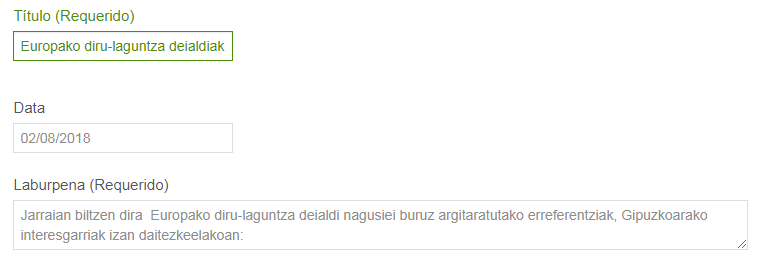 Título (Requerido)
Europako diru-laguntza deialdiak
Data
02/08/2018
Laburpena (Requerido)
Jarraian biltzen dira  Europako diru-laguntza deialdi nagusiei buruz argitaratutako erreferentziak, Gipuzkoarako
interesgarriak izan daitezkeelakoan: